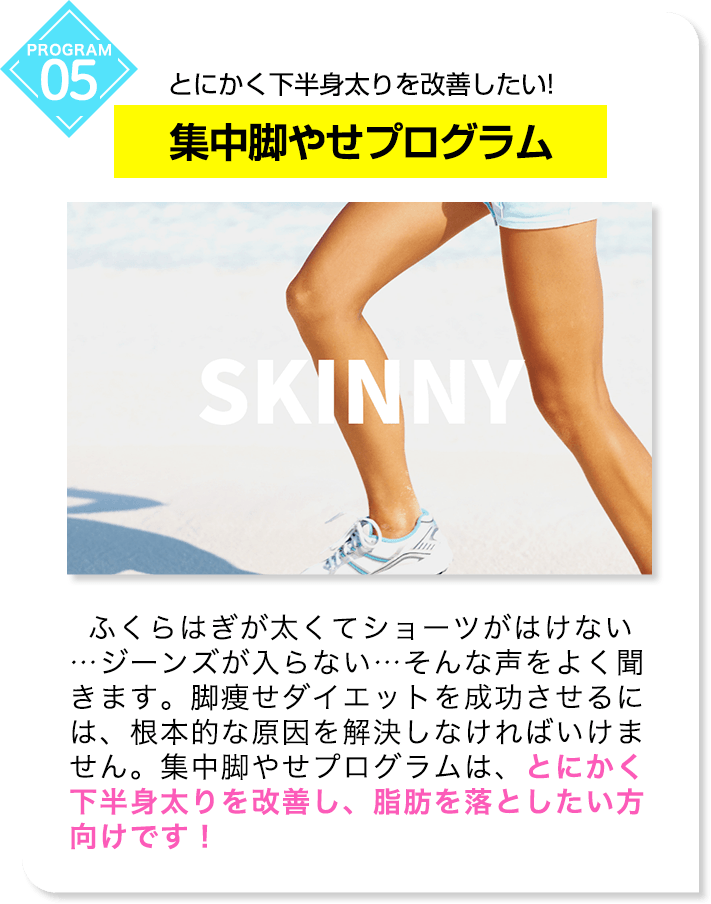 PROGRAM
05
とにかく下半身太りを改善したい!
集中脚やせプログラム
SKINNY
ふくらはぎが太くてショーツがはけない
…ジーンズが入らない…そんな声をよく聞
きます。脚痩せダイエットを成功させるに
は、根本的な原因を解決しなければいけま
せん。集中脚やせプログラムは、とにかく
下半身太りを改善し、脂肪を落としたい方
向けです！